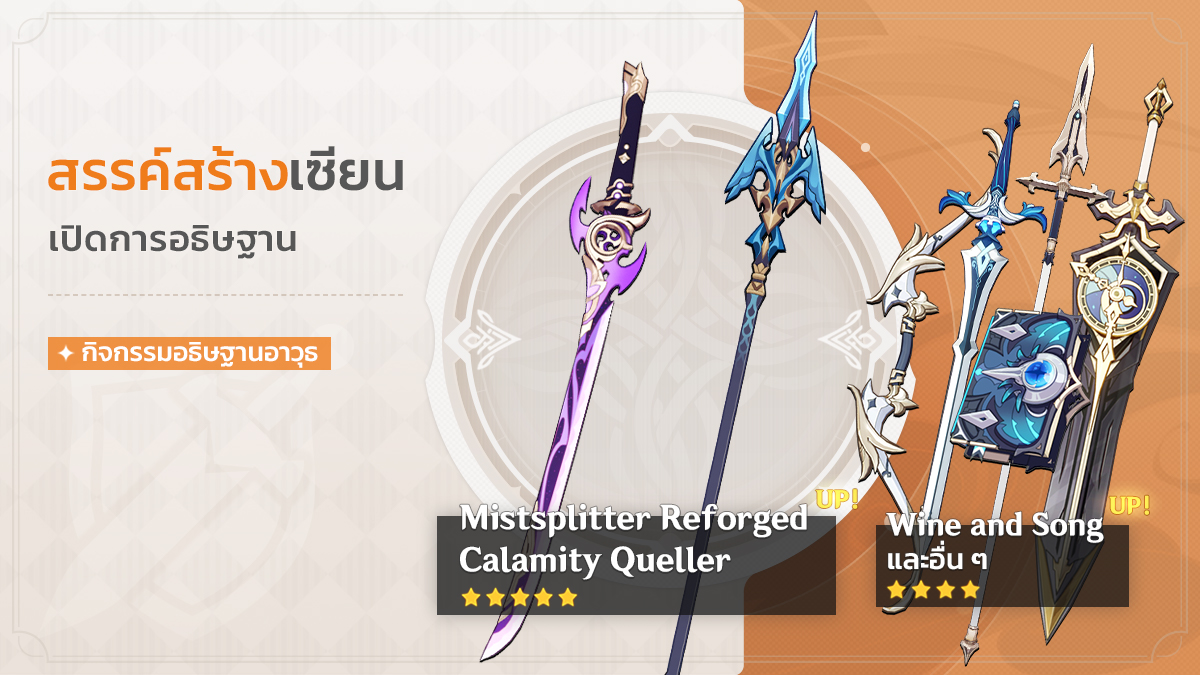 สรรค์สร้างเซียน
เปิดการอธิษฐาน
กิจกรรมอธิษฐานอาวุธ
UP!
Mistsplitter Reforged
Calamity Queller
UP!
Wine and Song
และอื่น ๆ